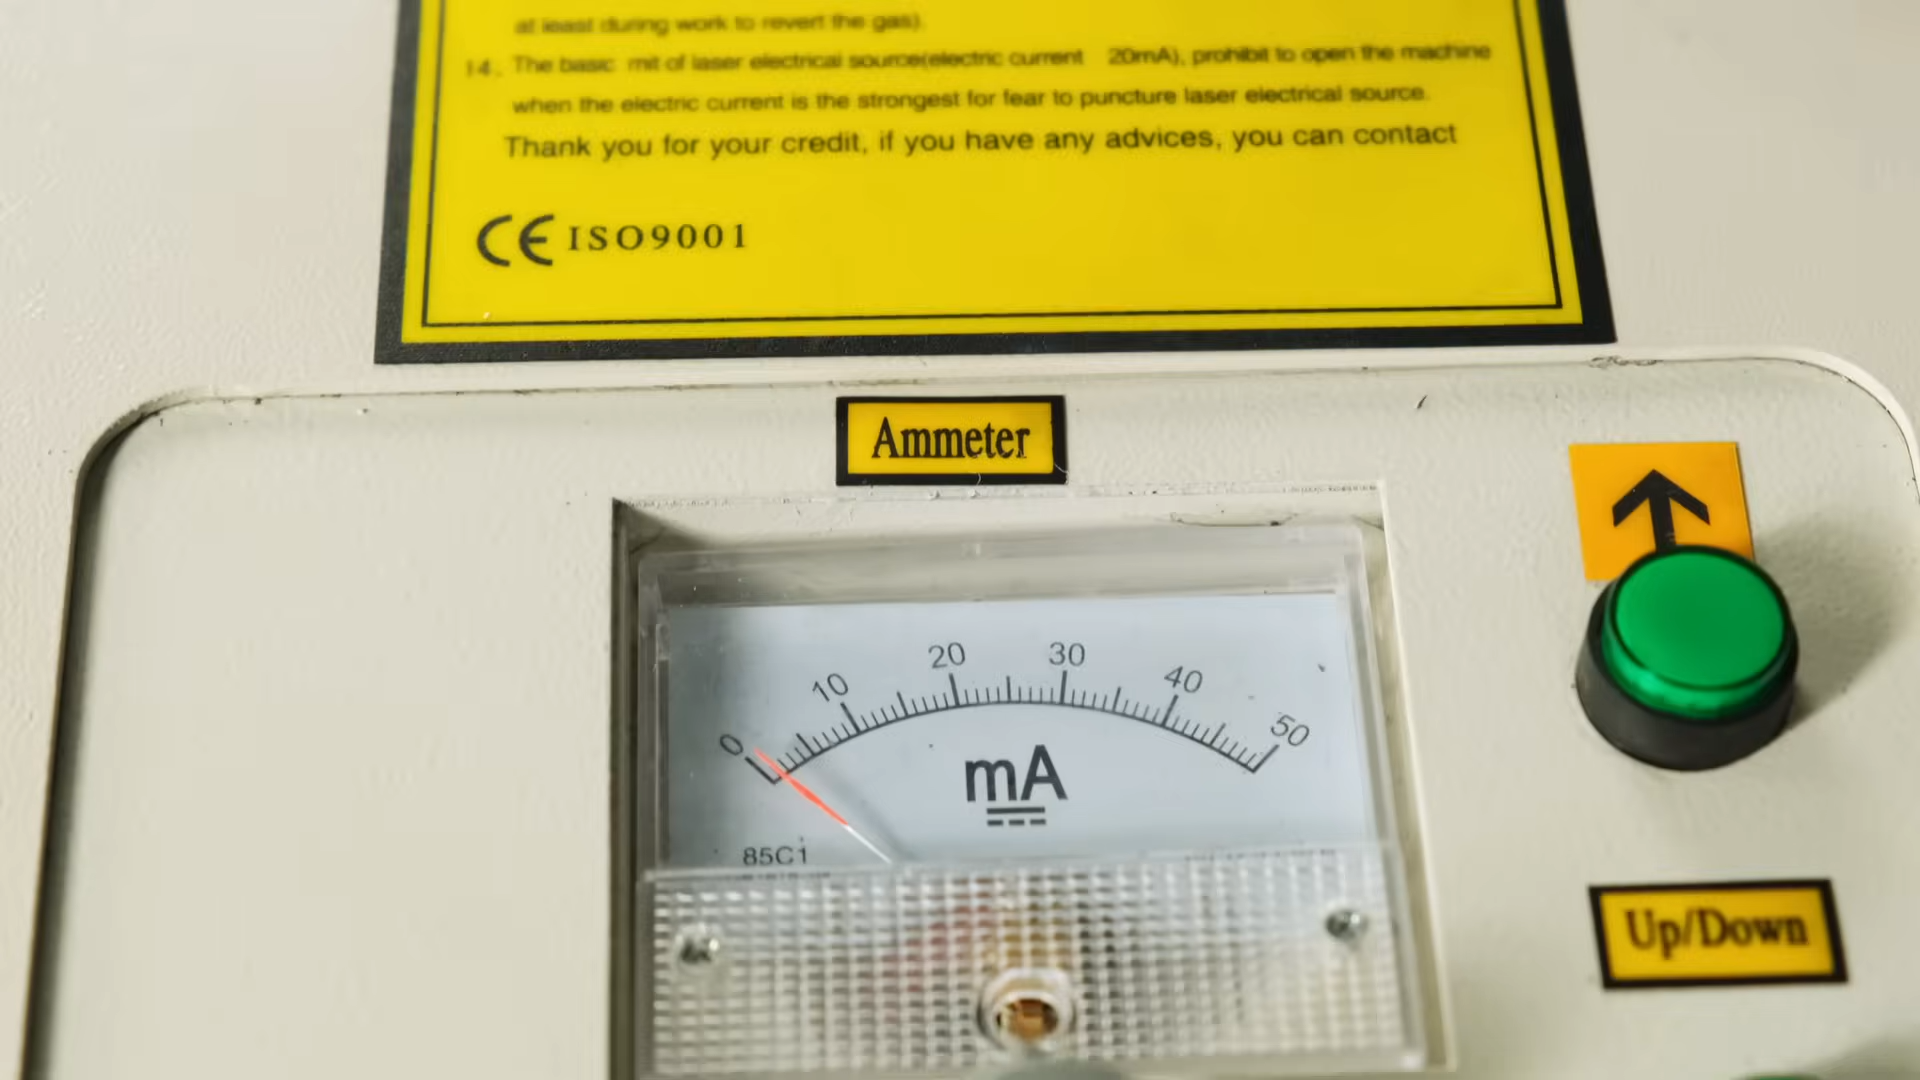 at least during work to revert the gas).
14. The basic mit of laser electrical source(electric current 20mA), prohibit to open the machine
when the electric current is the strongest for fear to puncture laser electrical source.
Thank you for your credit, if you have any advices, you can contact
CE ISO9001
Ammeter
0 10 20 30 40 50
mA
85C1
Up/Down